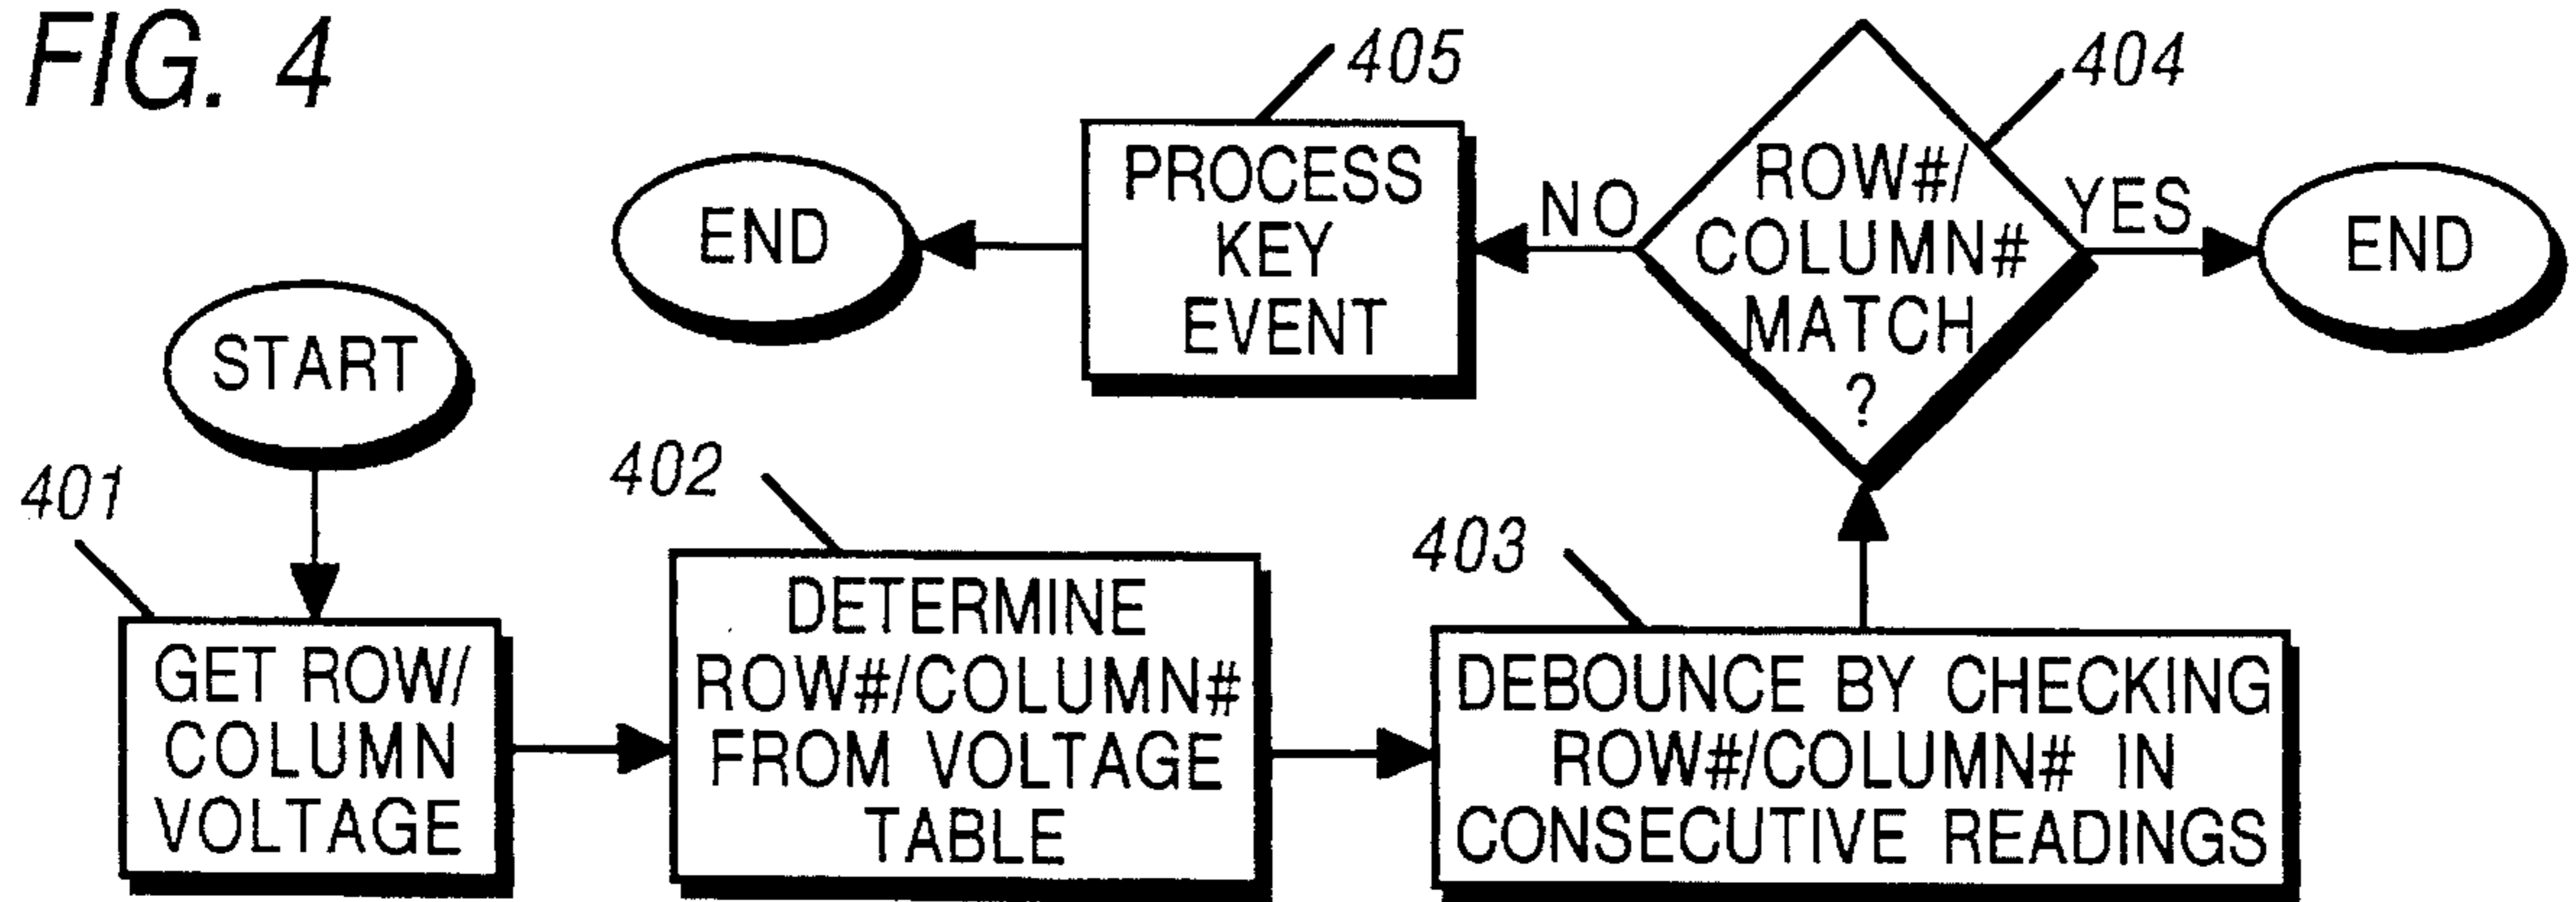 FIG. 4
START
401
GET ROW/
COLUMN
VOLTAGE
402
DETERMINE
ROW#/COLUMN#
FROM VOLTAGE
TABLE
403
DEBOUNCE BY CHECKING
ROW#/COLUMN# IN
CONSECUTIVE READINGS
404
ROW#/
COLUMN#
MATCH
?
YES
END
NO
405
PROCESS
KEY
EVENT
END